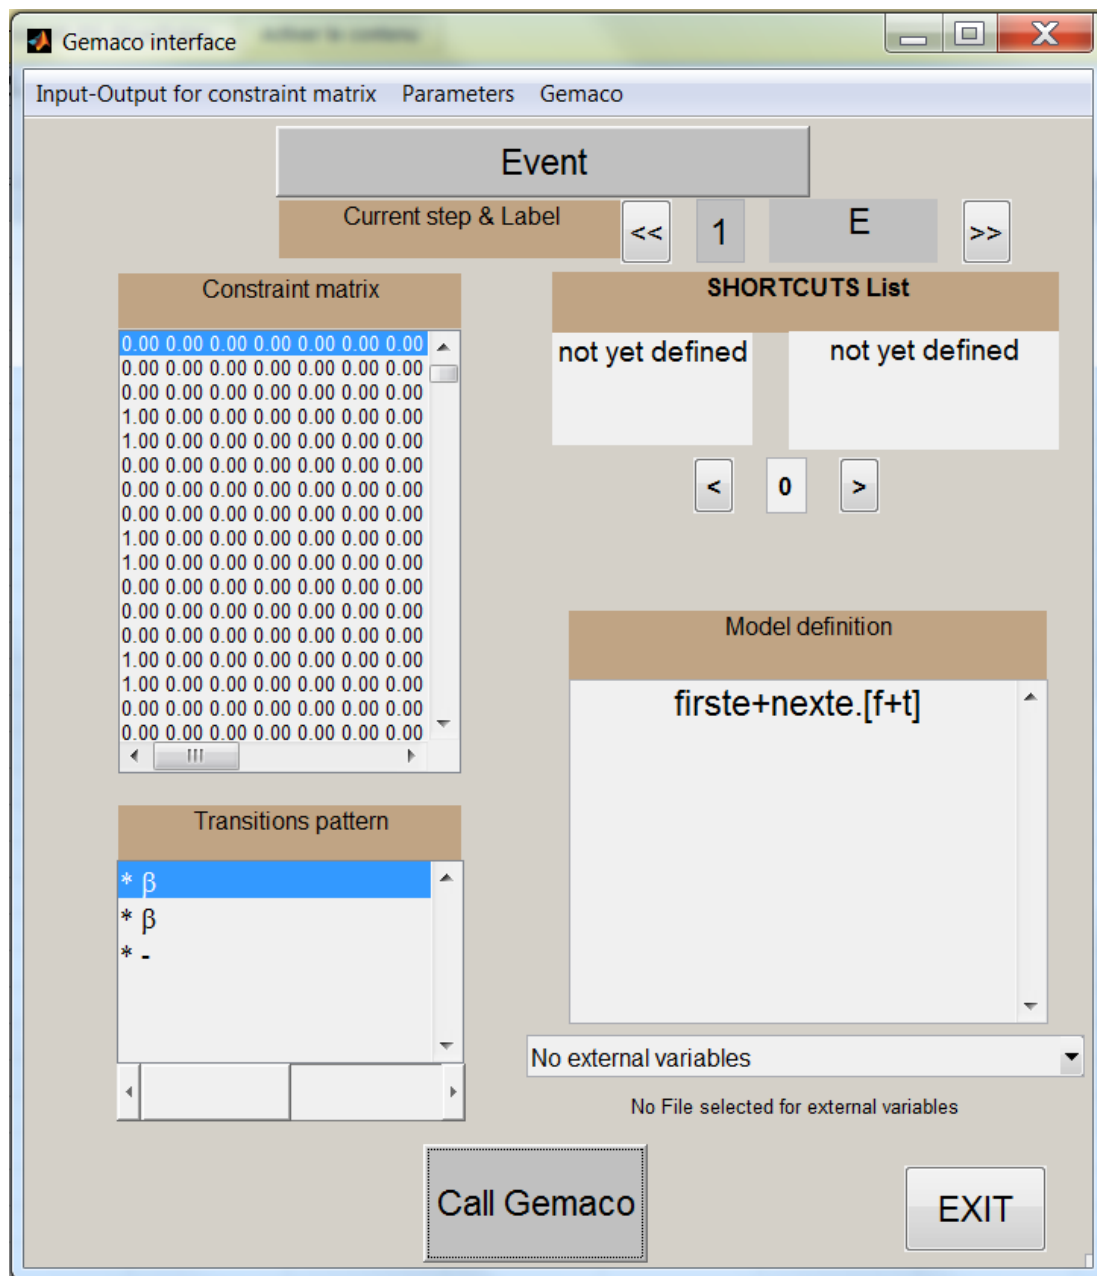 Gemaco interface
Input-Output for constraint matrix Parameters Gemaco
Event
Current step & Label << 1 E >>
Constraint matrix
0.00 0.00 0.00 0.00 0.00 0.00 0.00
0.00 0.00 0.00 0.00 0.00 0.00 0.00
0.00 0.00 0.00 0.00 0.00 0.00 0.00
1.00 0.00 0.00 0.00 0.00 0.00 0.00
1.00 0.00 0.00 0.00 0.00 0.00 0.00
0.00 0.00 0.00 0.00 0.00 0.00 0.00
0.00 0.00 0.00 0.00 0.00 0.00 0.00
0.00 0.00 0.00 0.00 0.00 0.00 0.00
1.00 0.00 0.00 0.00 0.00 0.00 0.00
1.00 0.00 0.00 0.00 0.00 0.00 0.00
0.00 0.00 0.00 0.00 0.00 0.00 0.00
0.00 0.00 0.00 0.00 0.00 0.00 0.00
0.00 0.00 0.00 0.00 0.00 0.00 0.00
1.00 0.00 0.00 0.00 0.00 0.00 0.00
1.00 0.00 0.00 0.00 0.00 0.00 0.00
0.00 0.00 0.00 0.00 0.00 0.00 0.00
0.00 0.00 0.00 0.00 0.00 0.00 0.00
SHORTCUTS List
not yet defined not yet defined
< 0 >
Transitions pattern
* β
* β
* -
Model definition
firste+nexte.[f+t]
No external variables
No File selected for external variables
Call Gemaco
EXIT